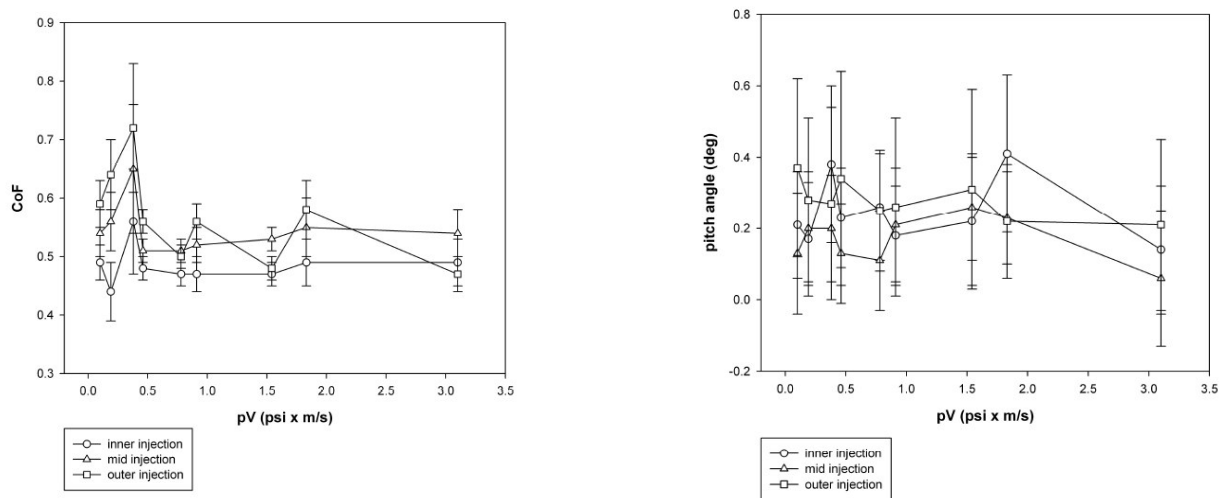 0.9
0.8
0.7
0.6
0.5
0.4
0.3
CoF
0.0 0.5 1.0 1.5 2.0 2.5 3.0 3.5
pV (psi x m/s)
inner injection
mid injection
outer injection
0.8
0.6
0.4
0.2
0.0
-0.2
pitch angle (deg)
0.0 0.5 1.0 1.5 2.0 2.5 3.0 3.5
pV (psi x m/s)
inner injection
mid injection
outer injection